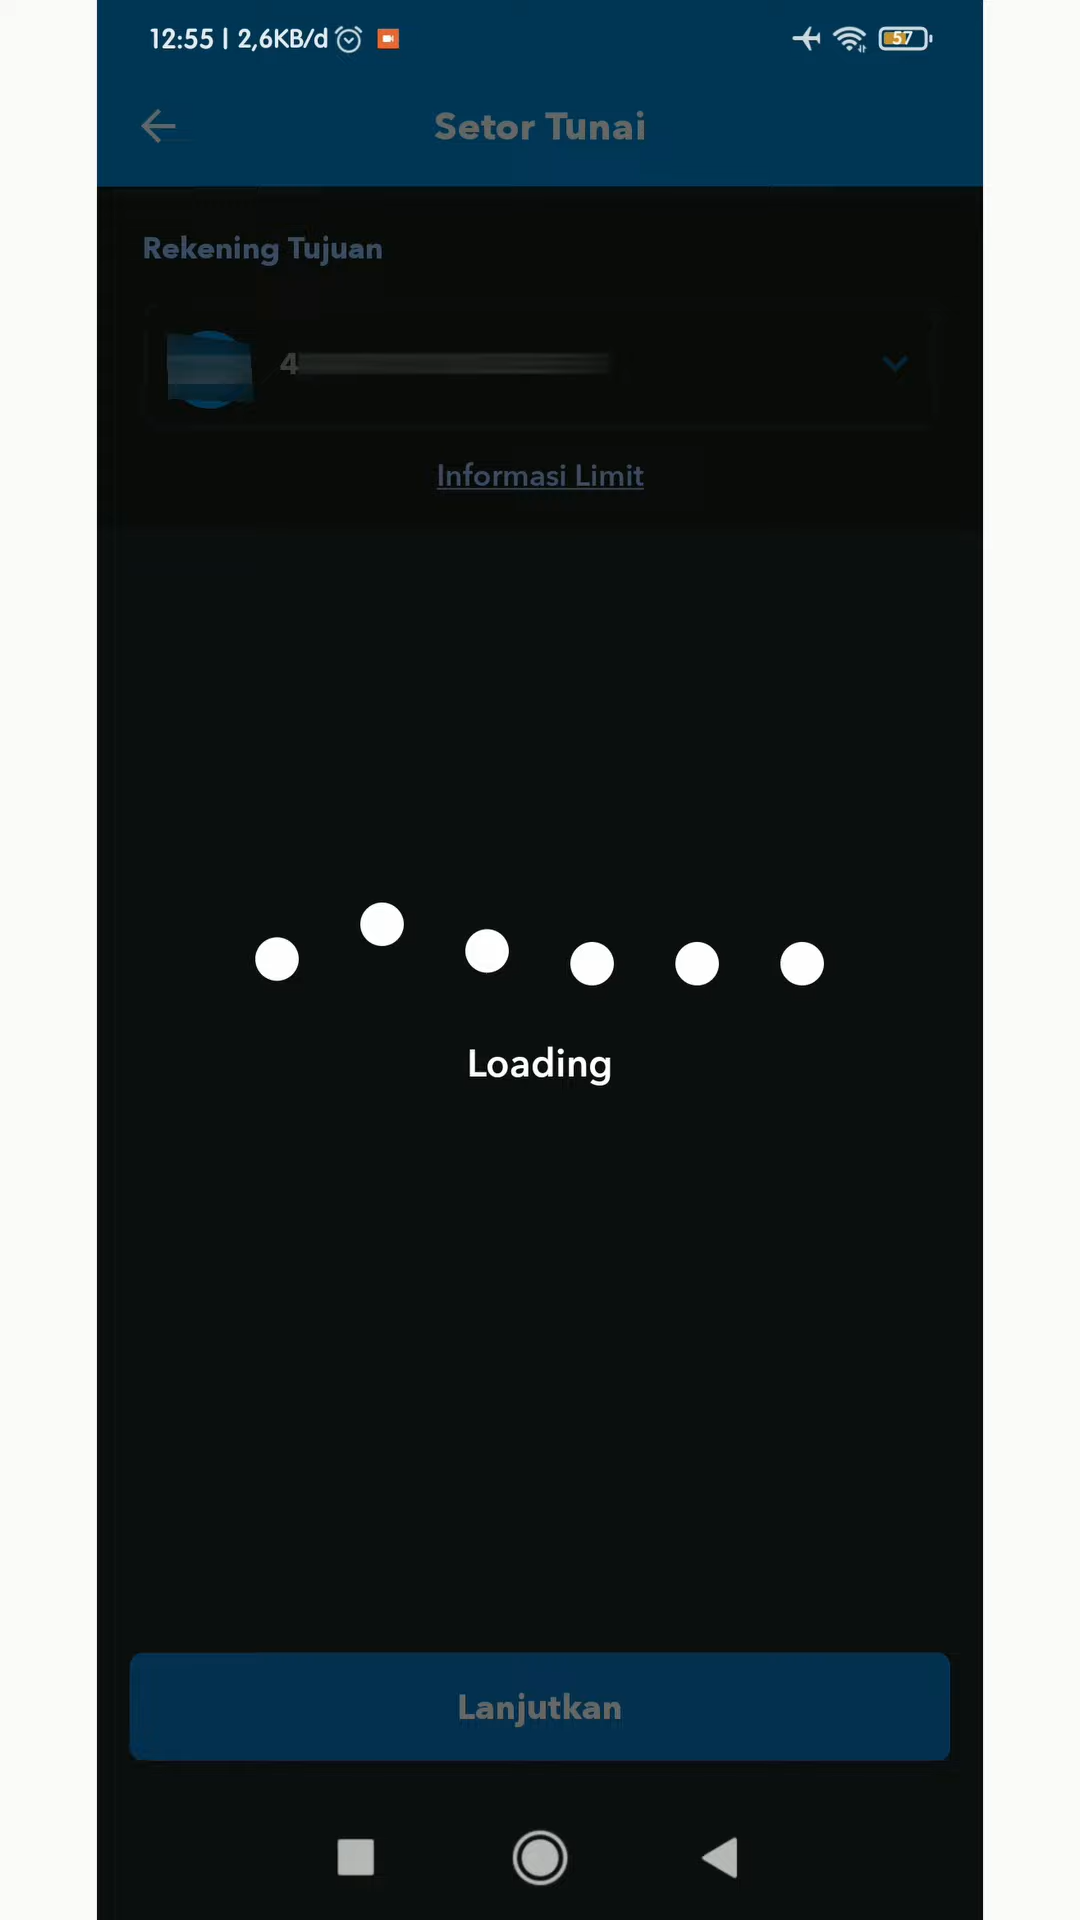 12:55 | 2,6KB/d
57
Setor Tunai
Rekening Tujuan
4
Informasi Limit
Loading
Lanjutkan